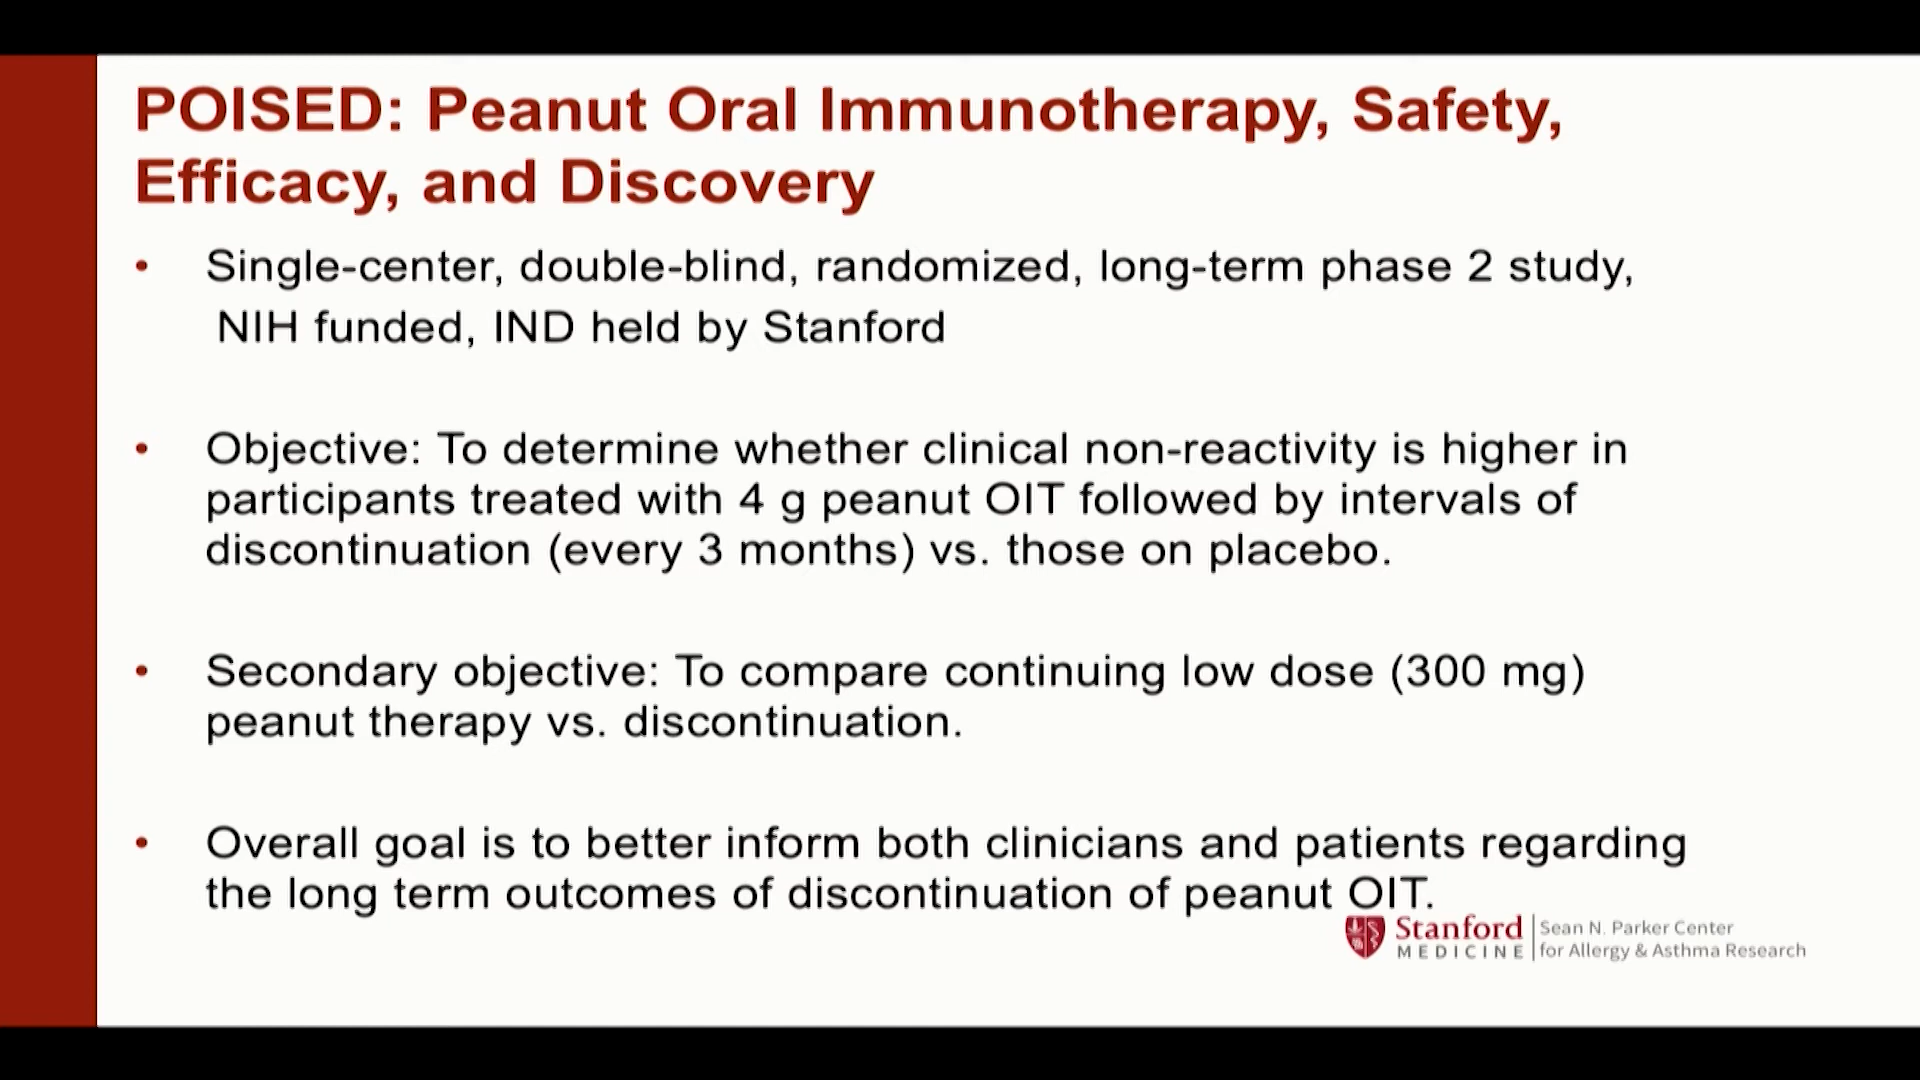 POISED: Peanut Oral Immunotherapy, Safety,
Efficacy, and Discovery
• Single-center, double-blind, randomized, long-term phase 2 study,
NIH funded, IND held by Stanford
• Objective: To determine whether clinical non-reactivity is higher in
participants treated with 4 g peanut OIT followed by intervals of
discontinuation (every 3 months) vs. those on placebo.
• Secondary objective: To compare continuing low dose (300 mg)
peanut therapy vs. discontinuation.
• Overall goal is to better inform both clinicians and patients regarding
the long term outcomes of discontinuation of peanut OIT.
Stanford
MEDICINE
Sean N. Parker Center
for Allergy & Asthma Research